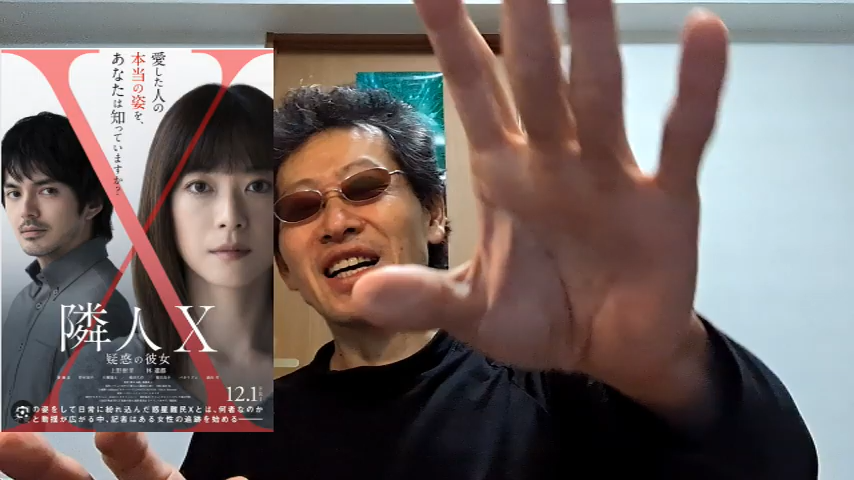 愛した人の
本当の姿を、
あなたは知っていますか?
X
隣人X
疑惑の彼女
上野樹里 林遣都
12.1
の姿をして日常に紛れ込んだ惑星難民Xとは、何者なのか
と動揺が広がる中、記者はある女性の追跡を始める――